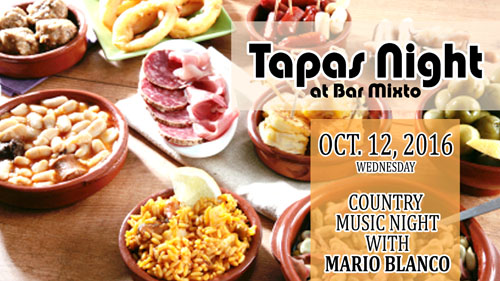 Tapas Night
at Bar Mixto
OCT. 12, 2016
WEDNESDAY
COUNTRY
MUSIC NIGHT
WITH
MARIO BLANCO